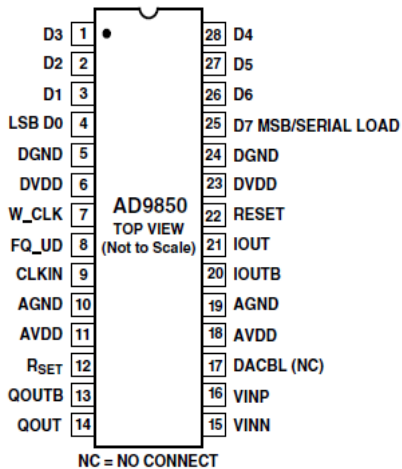 D3 1 28 D4
D2 2 27 D5
D1 3 26 D6
LSB D0 4 25 D7 MSB/SERIAL LOAD
DGND 5 24 DGND
DVDD 6 23 DVDD
W_CLK 7 AD9850 22 RESET
FQ_UD 8 TOP VIEW 21 IOUT
CLKIN 9 (Not to Scale) 20 IOUTB
AGND 10 19 AGND
AVDD 11 18 AVDD
RSET 12 17 DACBL (NC)
QOUTB 13 16 VINP
QOUT 14 15 VINN
NC = NO CONNECT